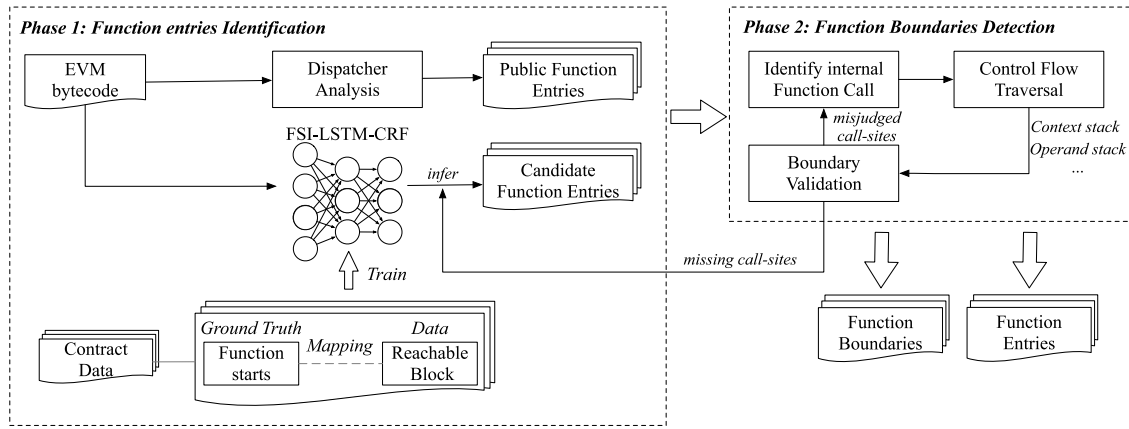 Phase 1: Function entries Identification
EVM
bytecode
Dispatcher
Analysis
Public Function
Entries
FSI-LSTM-CRF
infer
Candidate
Function Entries
Train
Ground Truth
Data
Function
starts
Mapping
Reachable
Block
Contract
Data
Phase 2: Function Boundaries Detection
Identify internal
Function Call
Control Flow
Traversal
misjudged
call-sites
Context stack
Operand stack
...
Boundary
Validation
missing call-sites
Function
Boundaries
Function
Entries